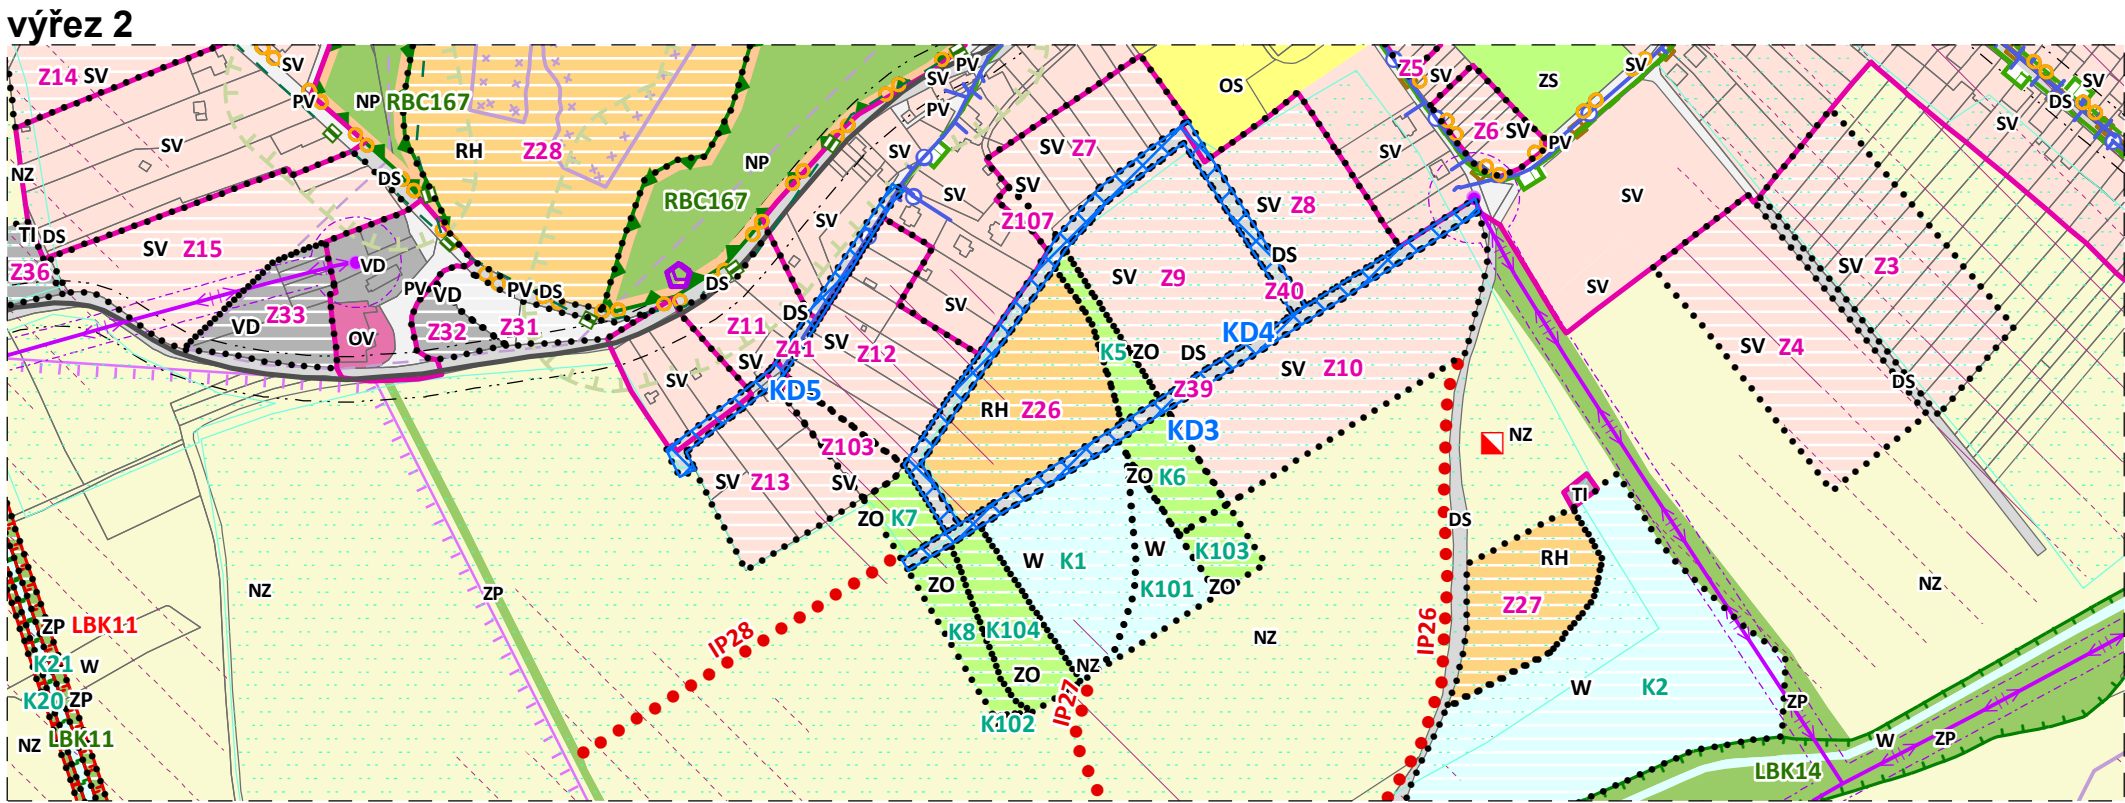 výřez 2
Z14 SV
SV
PV
NP RBC167
RH Z28
NP
RBC167
SV
PV
SV
PV
SV
SV
OS
Z5 SV
ZS
SV
SV
DS
SV
SV
NZ
DS
SV Z7
SV
Z107
SV
Z6 SV
PV
SV
TI DS
Z36
SV Z15
VD
PV VD
PV DS
Z33
VD
OV
Z32
Z31
DS
SV
SV
DS
Z11
SV
Z41
SV
Z12
SV
KD5
SV Z8
DS
Z40
SV Z9
KD4
K5 ZO DS
SV Z10
Z39
KD3
SV
SV Z3
SV Z4
DS
RH Z26
Z103
SV Z13
SV
ZO K7
ZO K6
NZ
TI
DS
W K1
W
K101
K103
ZO
RH
Z27
NZ
ZP
NZ
NZ
ZO
K8 K104
ZO
NZ
K102
IP28
IP27
IP26
W K2
ZP
ZP LBK11
K21 W
K20 ZP
NZ LBK11
W ZP
LBK14